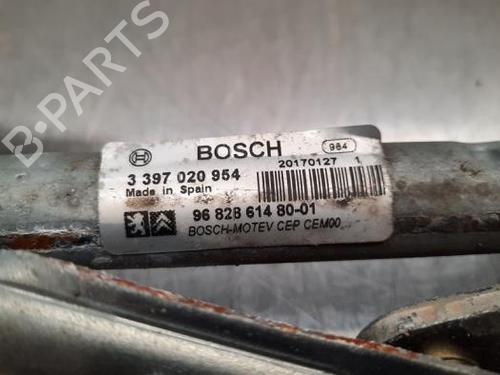 BOSCH
984
20170127 1
3 397 020 954
Made in Spain
96 828 614 80-01
BOSCH-MOTEV CEP CEM00
B-PARTS